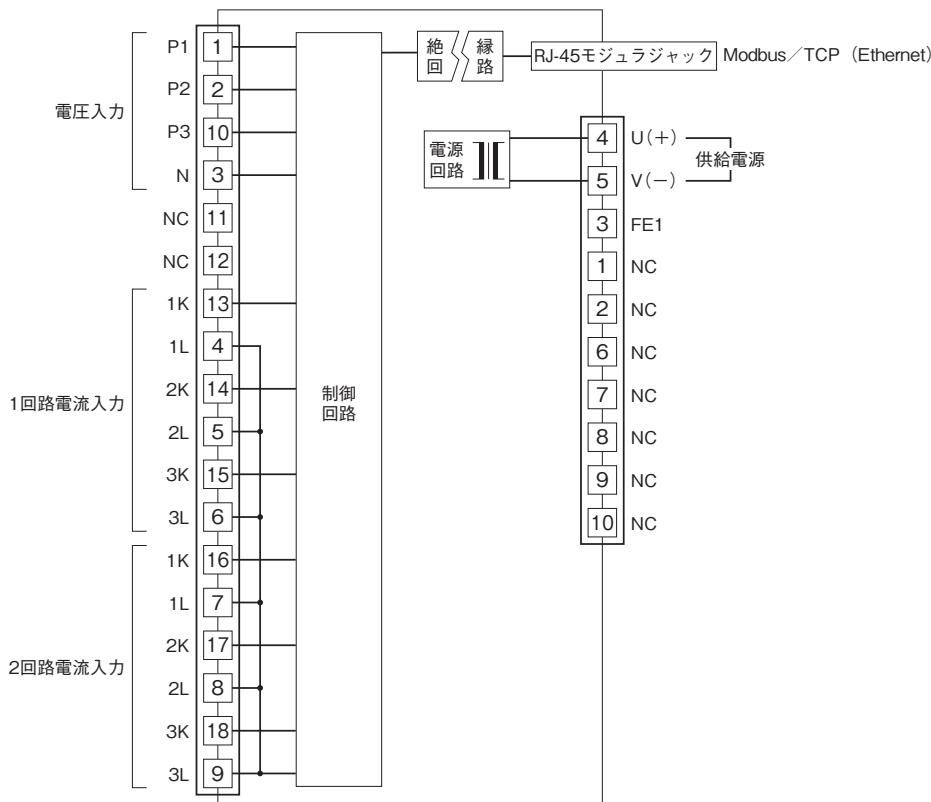 電圧入力
P1 1
P2 2
P3 10
N 3
NC 11
NC 12
1回路電流入力
1K 13
1L 4
2K 14
2L 5
3K 15
3L 6
2回路電流入力
1K 16
1L 7
2K 17
2L 8
3K 18
3L 9
制御
回路
絶縁
回路
RJ-45モジュラジャック Modbus/TCP (Ethernet)
電源
回路
4 U(+)
5 V(-)
供給電源
3 FE1
1 NC
2 NC
6 NC
7 NC
8 NC
9 NC
10 NC